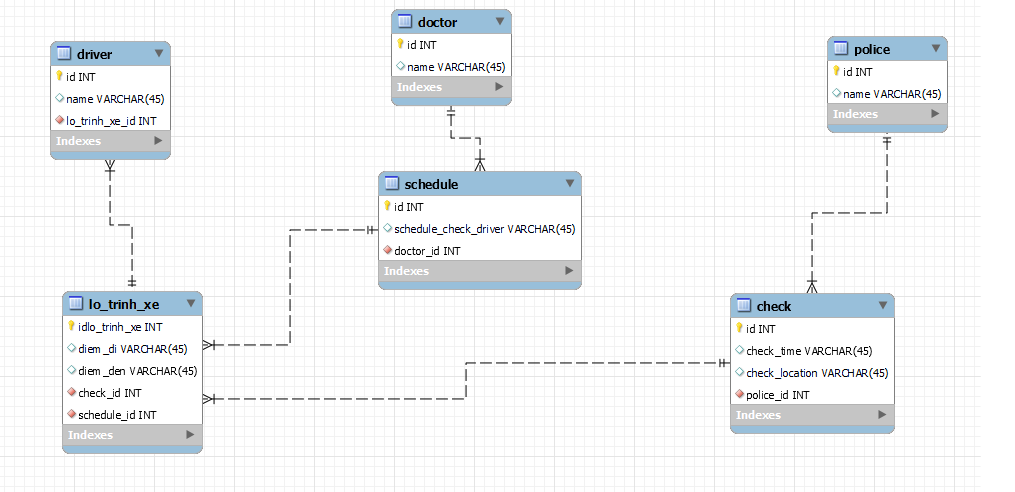 doctor
id INT
name VARCHAR(45)
Indexes
driver
id INT
name VARCHAR(45)
lo_trinh_xe_id INT
Indexes
police
id INT
name VARCHAR(45)
Indexes
schedule
id INT
schedule_check_driver VARCHAR(45)
doctor_id INT
Indexes
lo_trinh_xe
idlo_trinh_xe INT
diem _di VARCHAR(45)
diem _den VARCHAR(45)
check_id INT
schedule_id INT
Indexes
check
id INT
check_time VARCHAR(45)
check_location VARCHAR(45)
police_id INT
Indexes